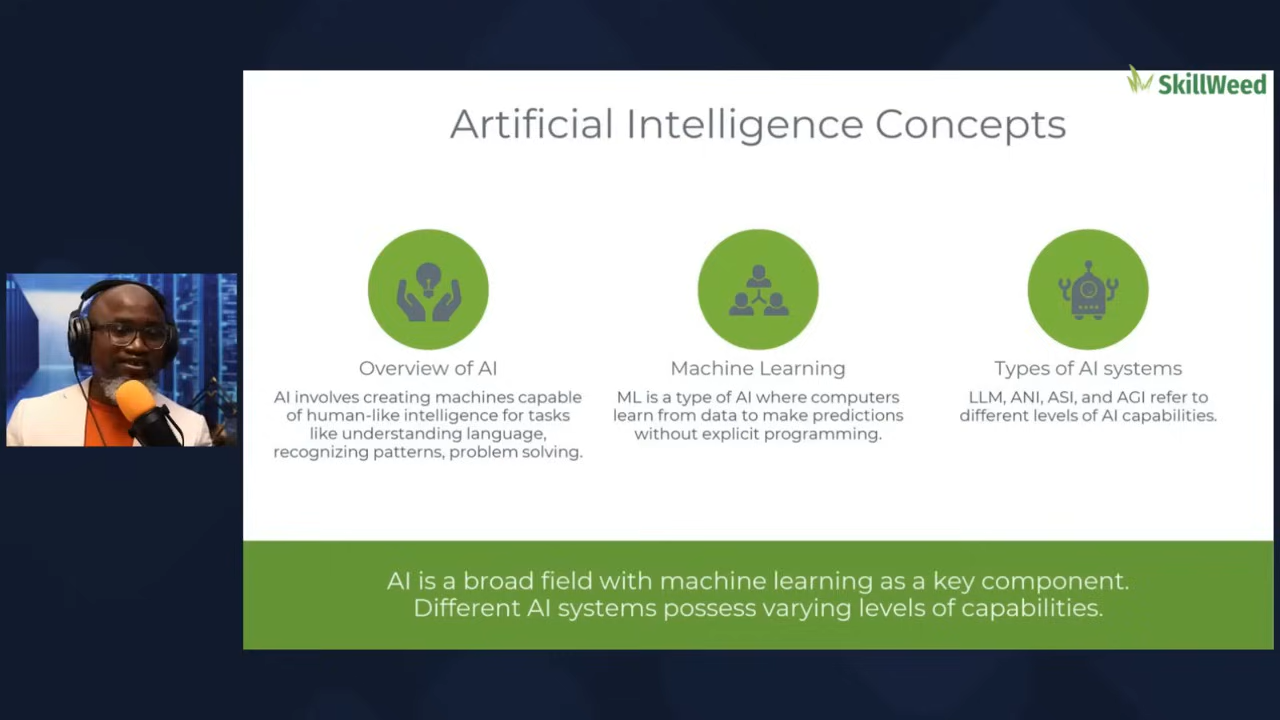 SkillWeed
Artificial Intelligence Concepts
Overview of AI
AI involves creating machines capable
of human-like intelligence for tasks
like understanding language,
recognizing patterns, problem solving.
Machine Learning
ML is a type of AI where computers
learn from data to make predictions
without explicit programming.
Types of AI systems
LLM, ANI, ASI, and AGI refer to
different levels of AI capabilities.
AI is a broad field with machine learning as a key component.
Different AI systems possess varying levels of capabilities.